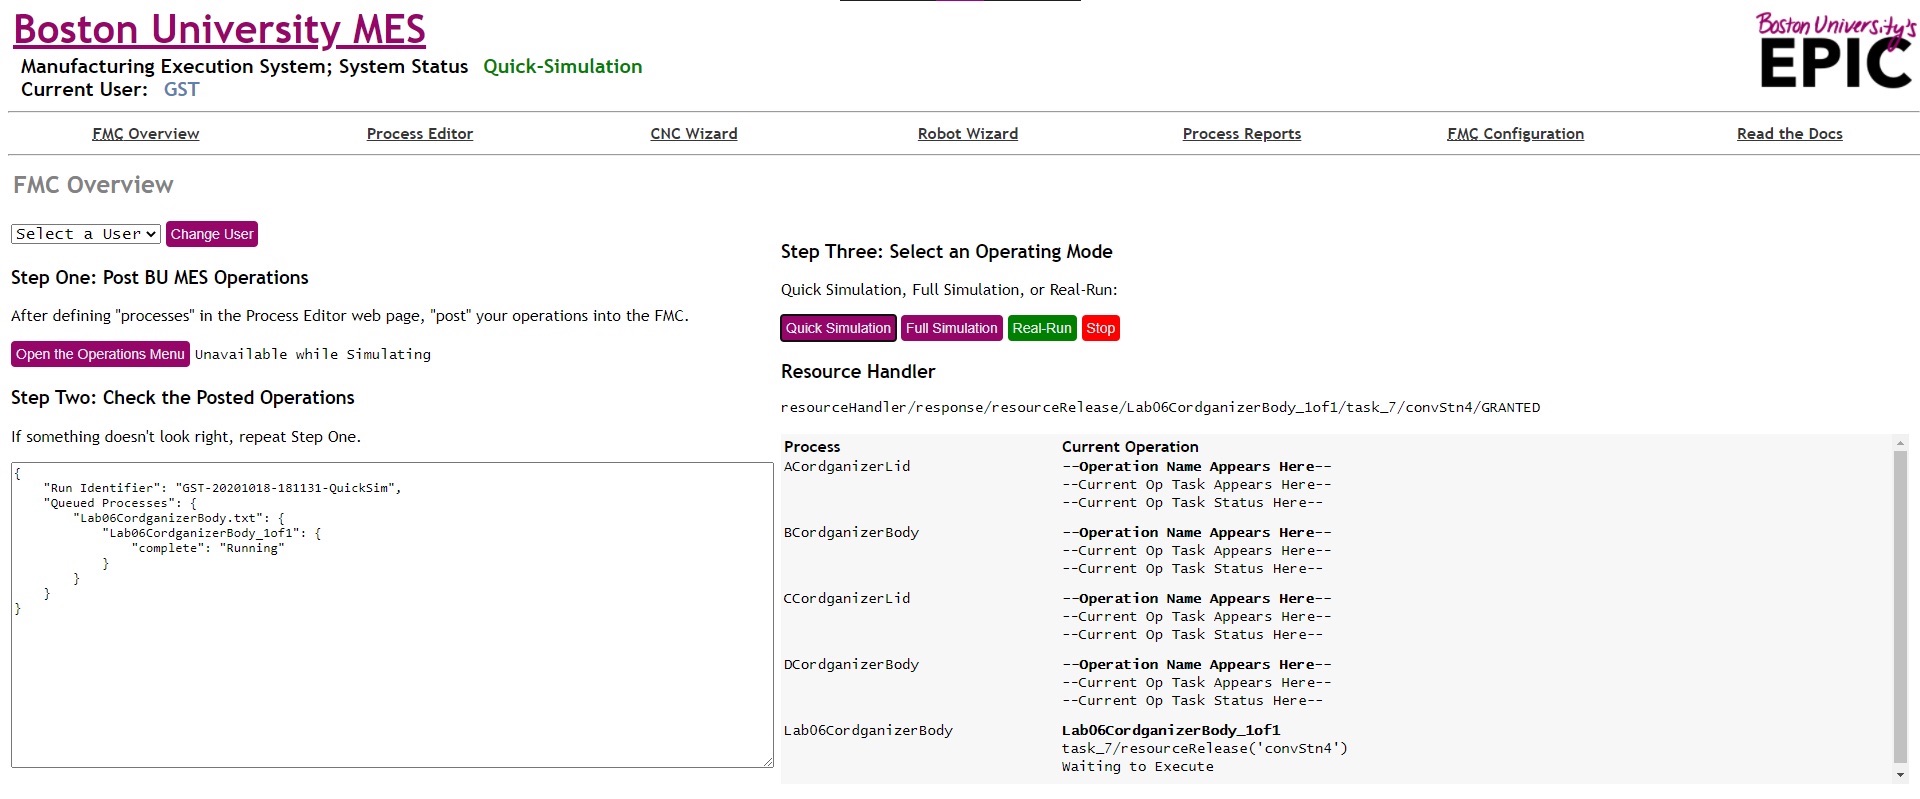 Boston University MES
Manufacturing Execution System; System Status Quick-Simulation
Current User: GST
Boston University's
EPIC
FMC Overview Process Editor CNC Wizard Robot Wizard Process Reports FMC Configuration Read the Docs
FMC Overview
Select a User Change User
Step One: Post BU MES Operations
After defining "processes" in the Process Editor web page, "post" your operations into the FMC.
Open the Operations Menu Unavailable while Simulating
Step Two: Check the Posted Operations
If something doesn't look right, repeat Step One.
{
"Run Identifier": "GST-20201018-181131-QuickSim",
"Queued Processes": {
"Lab06CordganizerBody.txt": {
"Lab06CordganizerBody_1of1": {
"complete": "Running"
}
}
}
}
Step Three: Select an Operating Mode
Quick Simulation, Full Simulation, or Real-Run:
Quick Simulation Full Simulation Real-Run Stop
Resource Handler
resourceHandler/response/resourceRelease/Lab06CordganizerBody_1of1/task_7/convStn4/GRANTED
Process Current Operation
ACordganizerLid --Operation Name Appears Here--
--Current Op Task Appears Here--
--Current Op Task Status Here--
BCordganizerBody --Operation Name Appears Here--
--Current Op Task Appears Here--
--Current Op Task Status Here--
CCordganizerLid --Operation Name Appears Here--
--Current Op Task Appears Here--
--Current Op Task Status Here--
DCordganizerBody --Operation Name Appears Here--
--Current Op Task Appears Here--
--Current Op Task Status Here--
Lab06CordganizerBody Lab06CordganizerBody_1of1
task_7/resourceRelease('convStn4')
Waiting to Execute